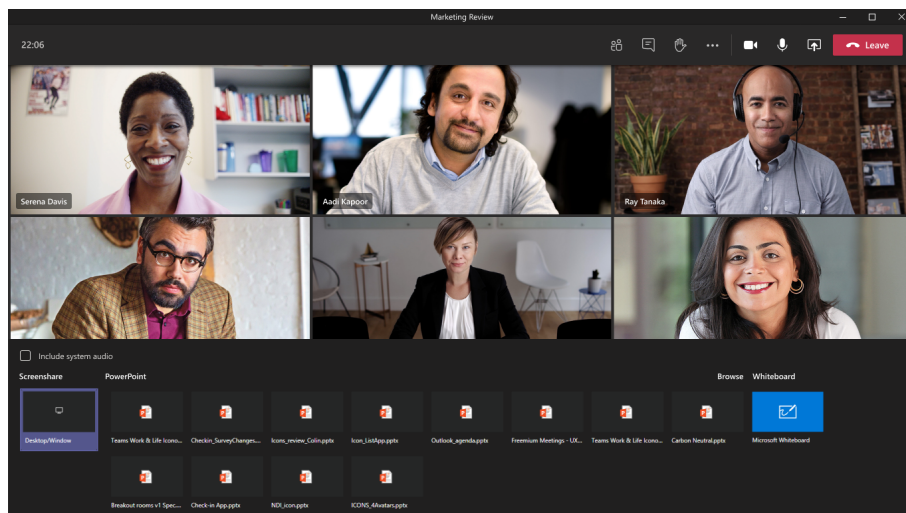 Marketing Review
22:06
Leave
Serena Davis
Aadi Kapoor
Ray Tanaka
Include system audio
Screenshare
PowerPoint
Browse
Whiteboard
Desktop/Window
Teams Work & Life Icono...
Checkin_SurveyChanges....
Icons_review_Colin.pptx
Icon_ListApp.pptx
Outlook_agenda.pptx
Freemium Meetings - UX...
Teams Work & Life Icono...
Carbon Neutral.pptx
Microsoft Whiteboard
Breakout rooms v1 Spec...
Check-in App.pptx
NDI_icon.pptx
ICONS_4Avatars.pptx